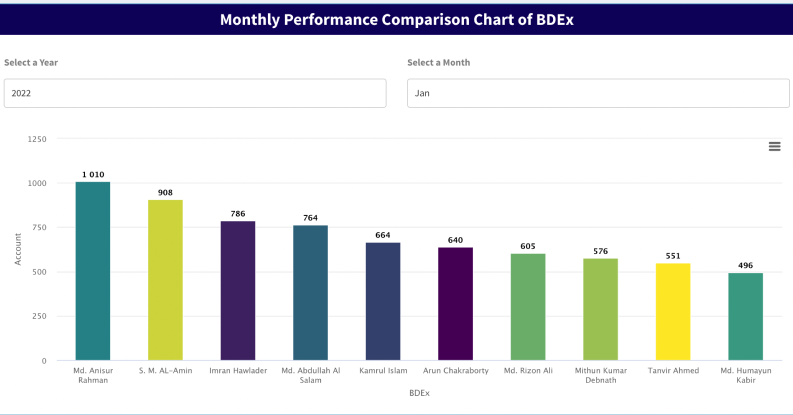 Monthly Performance Comparison Chart of BDEx
Select a Year
Select a Month
2022
Jan
1250
1000
750
500
250
0
Account
1 010
908
786
764
664
640
605
576
551
496
Md. Anisur
Rahman
S. M. AL-Amin
Imran Hawlader
Md. Abdullah Al
Salam
Kamrul Islam
Arun Chakraborty
Md. Rizon Ali
Mithun Kumar
Debnath
Tanvir Ahmed
Md. Humayun
Kabir
BDEx